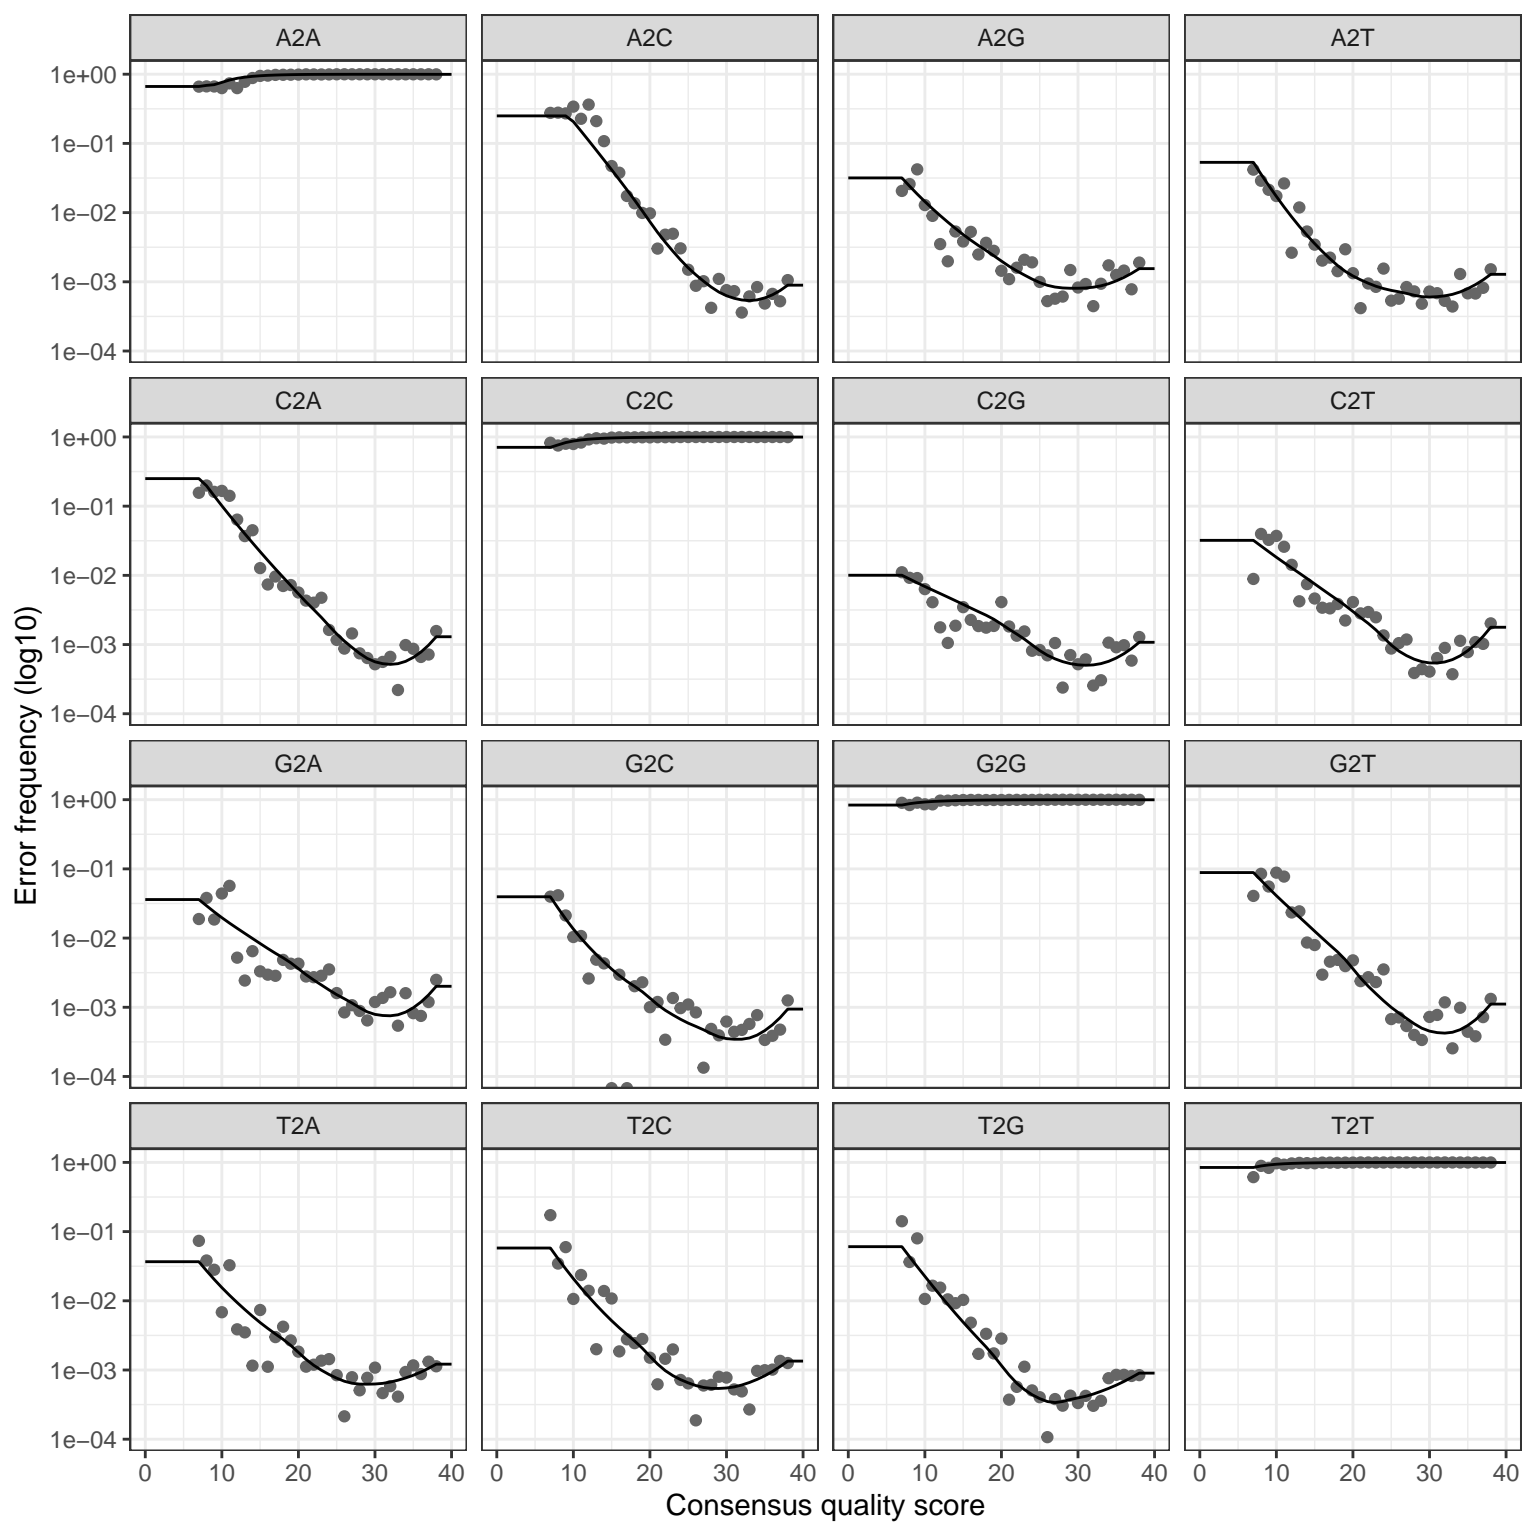 A2A A2C A2G A2T
1e+00
1e−01
1e−02
1e−03
1e−04
C2A C2C C2G C2T
1e+00
1e−01
1e−02
1e−03
1e−04
Error frequency (log10)
G2A G2C G2G G2T
1e+00
1e−01
1e−02
1e−03
1e−04
T2A T2C T2G T2T
1e+00
1e−01
1e−02
1e−03
1e−04
0 10 20 30 40 0 10 20 30 40 0 10 20 30 40 0 10 20 30 40
Consensus quality score